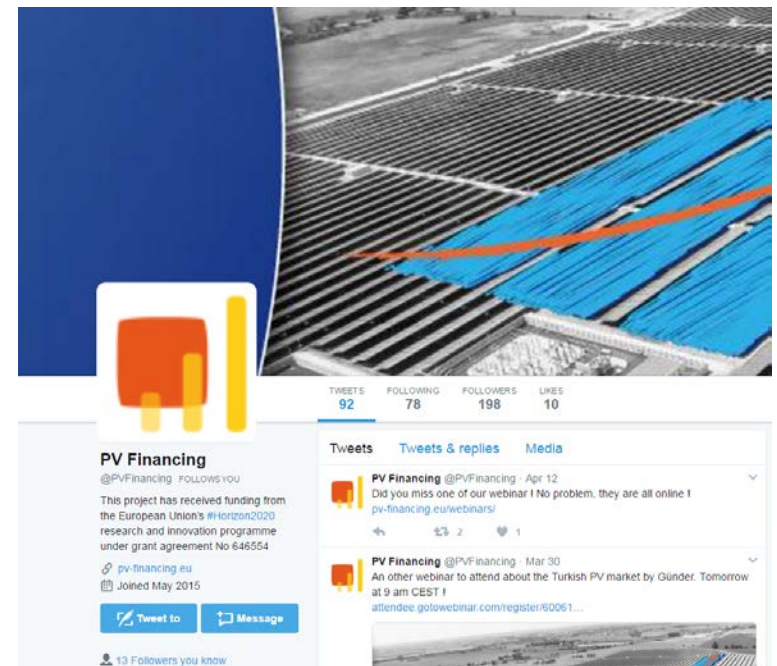 TWEETS FOLLOWING FOLLOWERS LIKES
92 78 198 10
PV Financing
@PVFinancing FOLLOWS YOU
This project has received funding from
the European Union's #Horizon2020
research and innovation programme
under grant agreement No 646554
pv-financing.eu
Joined May 2015
Tweet to Message
13 Followers you know
Tweets Tweets & replies Media
PV Financing @PVFinancing · Apr 12
Did you miss one of our webinar ! No problem, they are all online !
pv-financing.eu/webinars/
2 1
PV Financing @PVFinancing · Mar 30
An other webinar to attend about the Turkish PV market by Günder. Tomorrow
at 9 am CEST !
attendee.gotowebinar.com/register/60061...